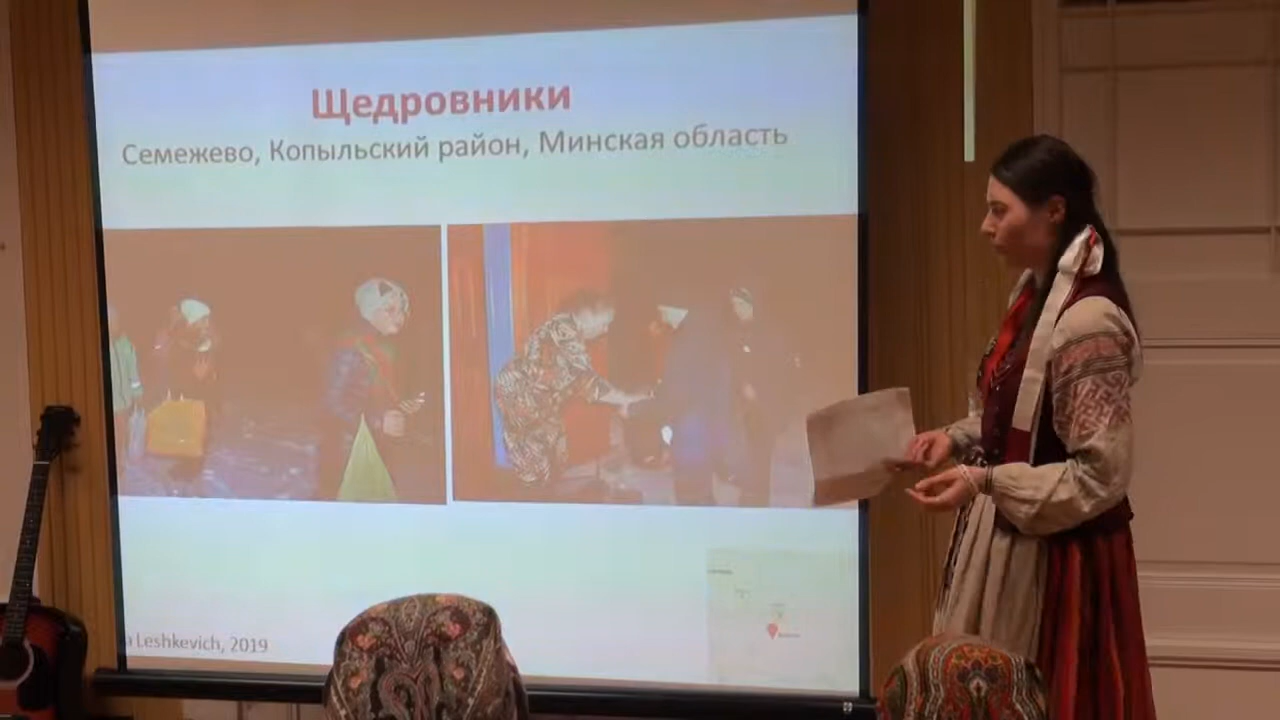 Щедровники
Семежево, Копыльский район, Минская область
a Leshkevich, 2019